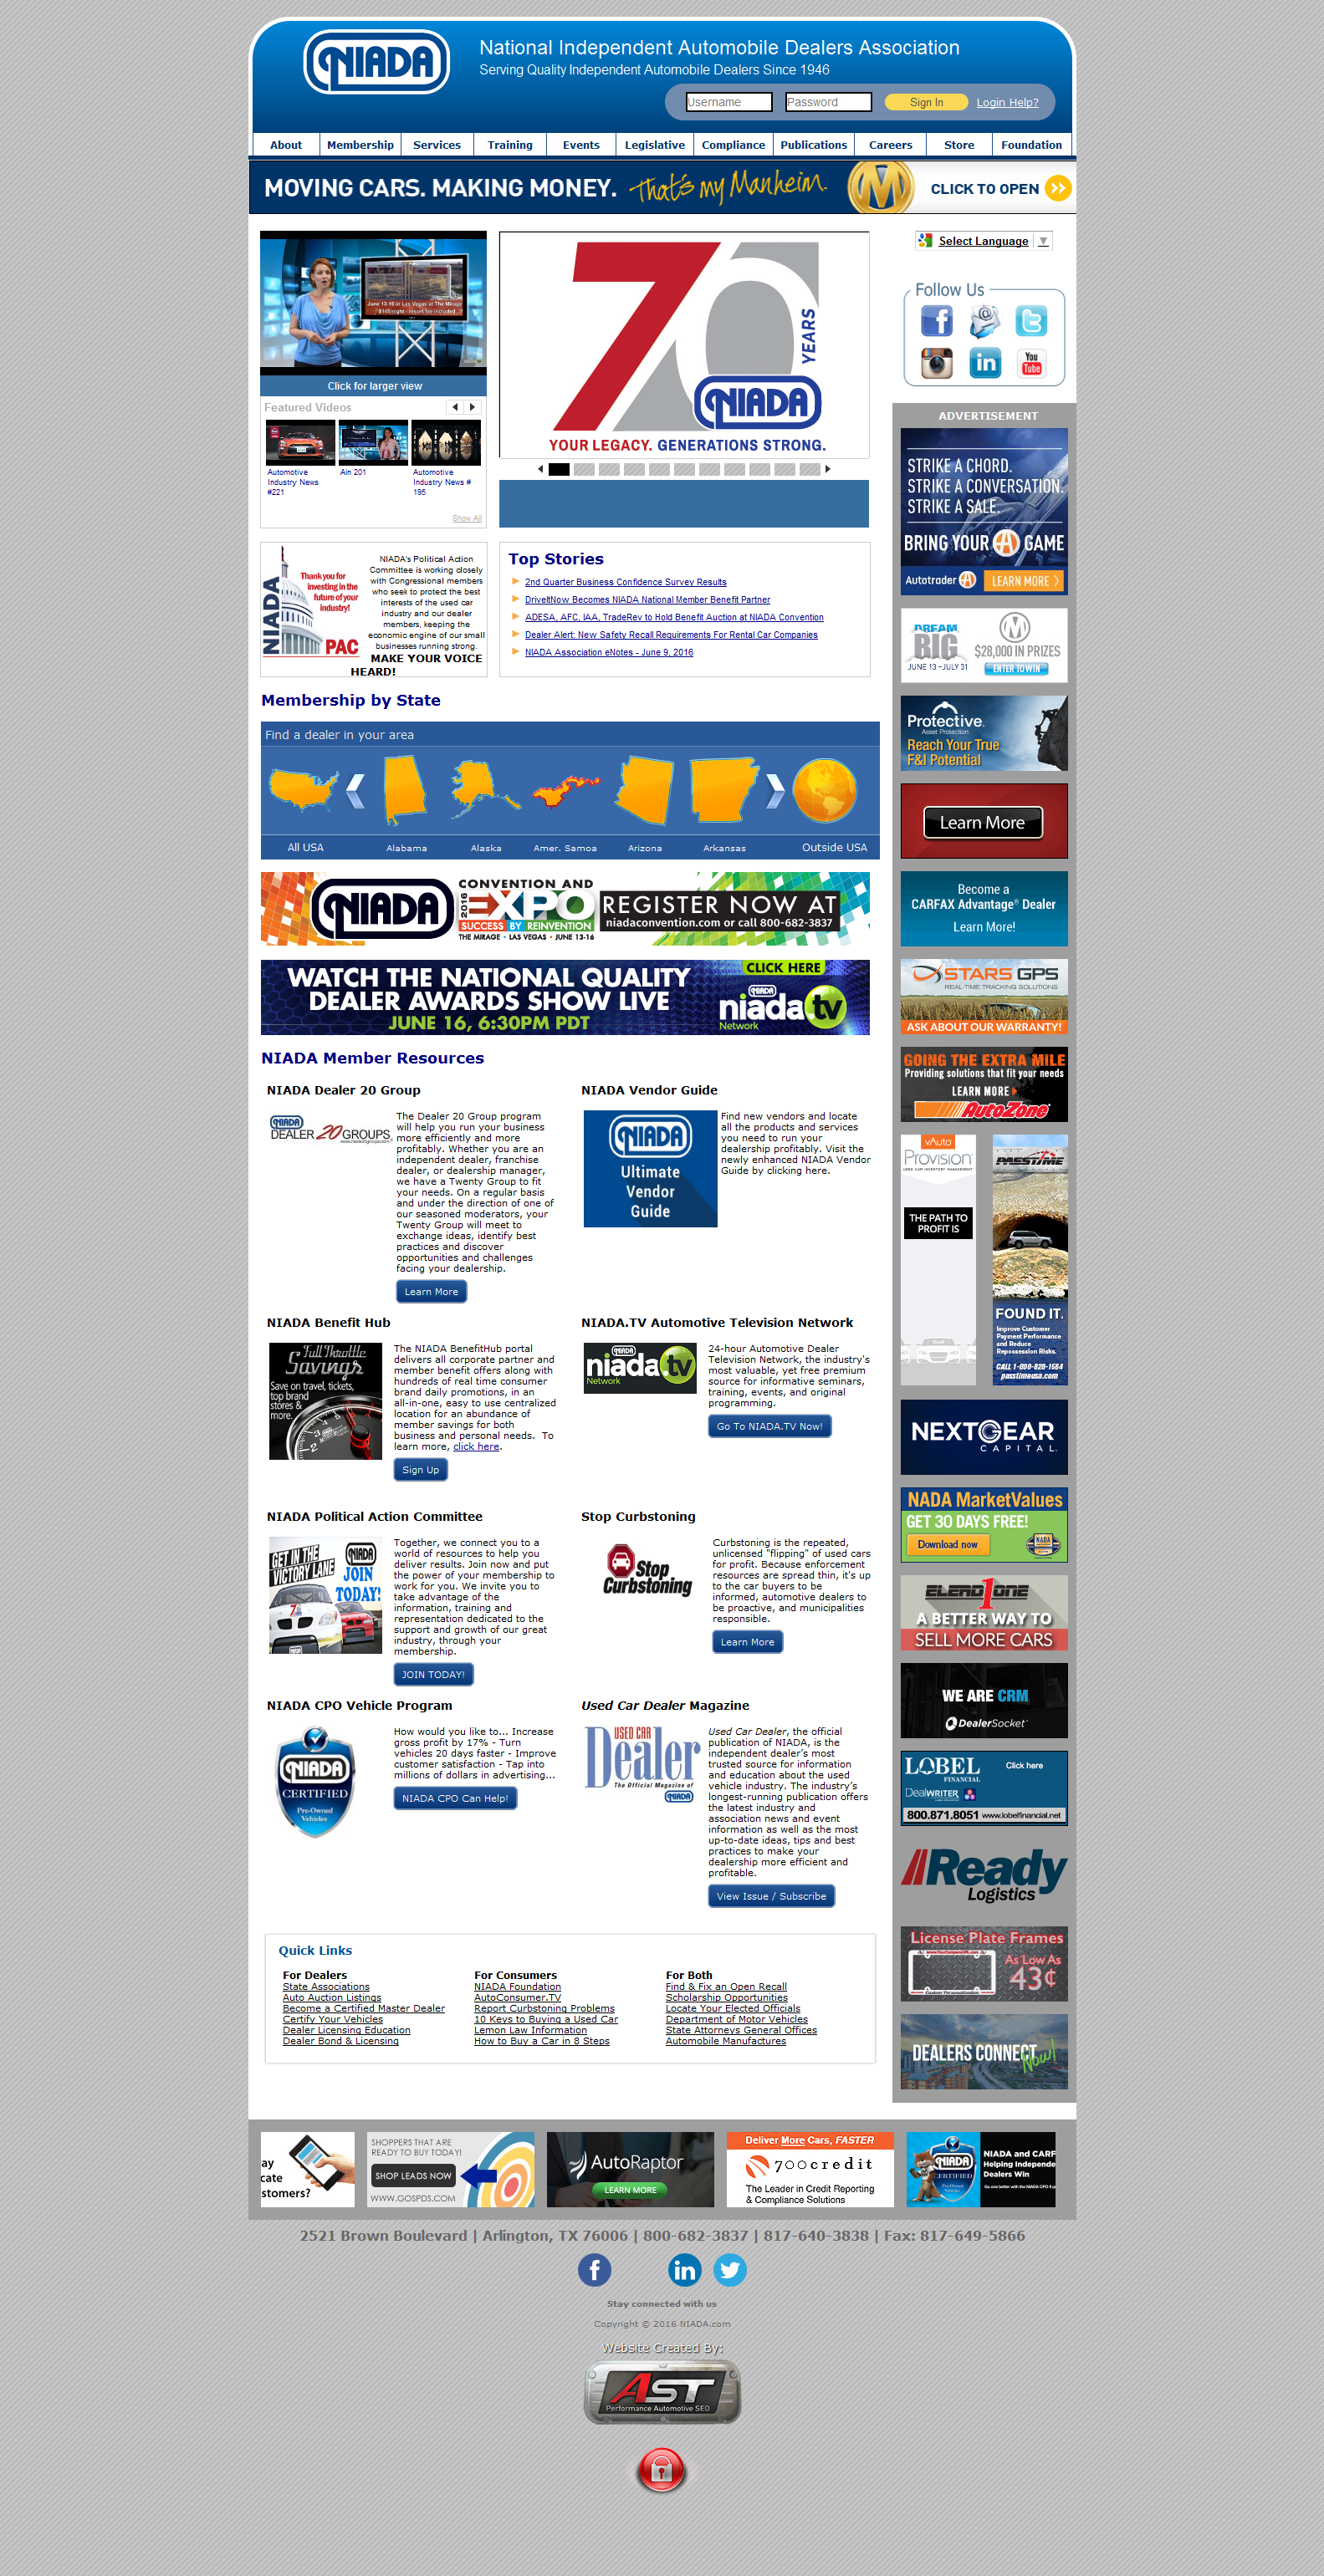 NIADA
National Independent Automobile Dealers Association
Serving Quality Independent Automobile Dealers Since 1946
Username
Password
Sign In
Login Help?
About
Membership
Services
Training
Events
Legislative
Compliance
Publications
Careers
Store
Foundation
MOVING CARS. MAKING MONEY. That's my Manheim.
CLICK TO OPEN
June 13-16 in Las Vegas at The Mirage
$149/night - resort fee included
Click for larger view
Featured Videos
Automotive
Industry News
#221
Ain 201
Automotive
Industry News #
195
Show All
70 YEARS
NIADA
YOUR LEGACY. GENERATIONS STRONG.
Select Language
Follow Us
You
Tube
NIADA
Thank you for
investing in the
future of your
industry!
PAC
NIADA's Political Action
Committee is working closely
with Congressional members
who seek to protect the best
interests of the used car
industry and our dealer
members, keeping the
economic engine of our small
businesses running strong.
MAKE YOUR VOICE
HEARD!
Top Stories
2nd Quarter Business Confidence Survey Results
DriveItNow Becomes NIADA National Member Benefit Partner
ADESA, AFC, IAA, TradeRev to Hold Benefit Auction at NIADA Convention
Dealer Alert: New Safety Recall Requirements For Rental Car Companies
NIADA Association eNotes - June 9, 2016
Membership by State
Find a dealer in your area
All USA
Alabama
Alaska
Amer. Samoa
Arizona
Arkansas
Outside USA
NIADA
2016
CONVENTION AND
EXPO
SUCCESS BY REINVENTION
THE MIRAGE • LAS VEGAS • JUNE 13-16
REGISTER NOW AT
niadaconvention.com or call 800-682-3837
WATCH THE NATIONAL QUALITY
DEALER AWARDS SHOW LIVE
JUNE 16, 6:30PM PDT
CLICK HERE
NIADA
niada.tv
Network
NIADA Member Resources
NIADA Dealer 20 Group
NIADA
DEALER 20 GROUPS
The Dealer 20 Group program
will help you run your business
more efficiently and more
profitably. Whether you are an
independent dealer, franchise
dealer, or dealership manager,
we have a Twenty Group to fit
your needs. On a regular basis
and under the direction of one of
our seasoned moderators, your
Twenty Group will meet to
exchange ideas, identify best
practices and discover
opportunities and challenges
facing your dealership.
Learn More
NIADA Vendor Guide
NIADA
Ultimate
Vendor
Guide
Find new vendors and locate
all the products and services
you need to run your
dealership profitably. Visit the
newly enhanced NIADA Vendor
Guide by clicking here.
NIADA Benefit Hub
Full Throttle
Savings
Save on travel, tickets,
top brand
stores &
more.
The NIADA BenefitHub portal
delivers all corporate partner and
member benefit offers along with
hundreds of real time consumer
brand daily promotions, in an
all-in-one, easy to use centralized
location for an abundance of
member savings for both
business and personal needs. To
learn more, click here.
Sign Up
NIADA.TV Automotive Television Network
NIADA
niada.tv
Network
24-hour Automotive Dealer
Television Network, the industry's
most valuable, yet free premium
source for informative seminars,
training, events, and original
programming.
Go To NIADA.TV Now!
NIADA Political Action Committee
GET IN THE
VICTORY LANE
NIADA
JOIN
TODAY!
Together, we connect you to a
world of resources to help you
deliver results. Join now and put
the power of your membership to
work for you. We invite you to
take advantage of the
information, training and
representation dedicated to the
support and growth of our great
industry, through your
membership.
JOIN TODAY!
Stop Curbstoning
Stop
Curbstoning
Curbstoning is the repeated,
unlicensed "flipping" of used cars
for profit. Because enforcement
resources are spread thin, it's up
to the car buyers to be
informed, automotive dealers to
be proactive, and municipalities
responsible.
Learn More
NIADA CPO Vehicle Program
NIADA
CERTIFIED
Pre-Owned
Vehicles
How would you like to... Increase
gross profit by 17% - Turn
vehicles 20 days faster - Improve
customer satisfaction - Tap into
millions of dollars in advertising...
NIADA CPO Can Help!
Used Car Dealer Magazine
USED CAR
Dealer
The Official Magazine of
NIADA
Used Car Dealer, the official
publication of NIADA, is the
independent dealer's most
trusted source for information
and education about the used
vehicle industry. The industry's
longest-running publication offers
the latest industry and
association news and event
information as well as the most
up-to-date ideas, tips and best
practices to make your
dealership more efficient and
profitable.
View Issue / Subscribe
Quick Links
For Dealers
State Associations
Auto Auction Listings
Become a Certified Master Dealer
Certify Your Vehicles
Dealer Licensing Education
Dealer Bond & Licensing
For Consumers
NIADA Foundation
AutoConsumer.TV
Report Curbstoning Problems
10 Keys to Buying a Used Car
Lemon Law Information
How to Buy a Car in 8 Steps
For Both
Find & Fix an Open Recall
Scholarship Opportunities
Locate Your Elected Officials
Department of Motor Vehicles
State Attorneys General Offices
Automobile Manufactures
ADVERTISEMENT
STRIKE A CHORD.
STRIKE A CONVERSATION.
STRIKE A SALE.
BRING YOUR A GAME
Autotrader
LEARN MORE
DREAM
BIG
JUNE 13 - JULY 31
$28,000 IN PRIZES
ENTER TO WIN
Protective.
Asset Protection
Reach Your True
F&I Potential
Learn More
Become a
CARFAX Advantage® Dealer
Learn More!
STARS GPS
REAL-TIME TRACKING SOLUTIONS
ASK ABOUT OUR WARRANTY!
GOING THE EXTRA MILE
Providing solutions that fit your needs
LEARN MORE
AutoZone
vAuto
Provision
USED CAR INVENTORY MANAGEMENT
THE PATH TO
PROFIT IS
PASSTIME
FOUND IT.
Improve Customer
Payment Performance
and Reduce
Repossession Risks.
CALL 1-800-828-1564
passtimeusa.com
NEXTGEAR
CAPITAL
NADA MarketValues
GET 30 DAYS FREE!
Download now
ELEAD1ONE
A BETTER WAY TO
SELL MORE CARS
WE ARE CRM
DealerSocket
LOBEL
FINANCIAL
Click here
DEALWRITER
800.871.8051 www.lobelfinancial.net
Ready
Logistics
License Plate Frames
As Low As
43¢
Custom Personalization
DEALERS CONNECT Now!
ay
cate
stomers?
SHOPPERS THAT ARE
READY TO BUY TODAY!
SHOP LEADS NOW
WWW.GOSPDS.COM
AutoRaptor
LEARN MORE
Deliver More Cars, FASTER
700credit
The Leader in Credit Reporting
& Compliance Solutions
NIADA
CERTIFIED
NIADA and CARF
Helping Independe
Dealers Win
2521 Brown Boulevard | Arlington, TX 76006 | 800-682-3837 | 817-640-3838 | Fax: 817-649-5866
Stay connected with us
Copyright © 2016 NIADA.com
Website Created By:
AST
Performance Automotive SEO